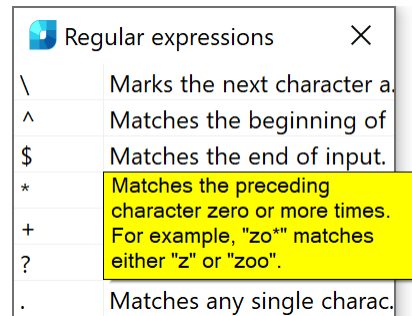 Regular expressions
\ Marks the next character a.
^ Matches the beginning of
$ Matches the end of input.
* Matches the preceding
character zero or more times.
+ For example, "zo*" matches
? either "z" or "zoo".
. Matches any single charac.